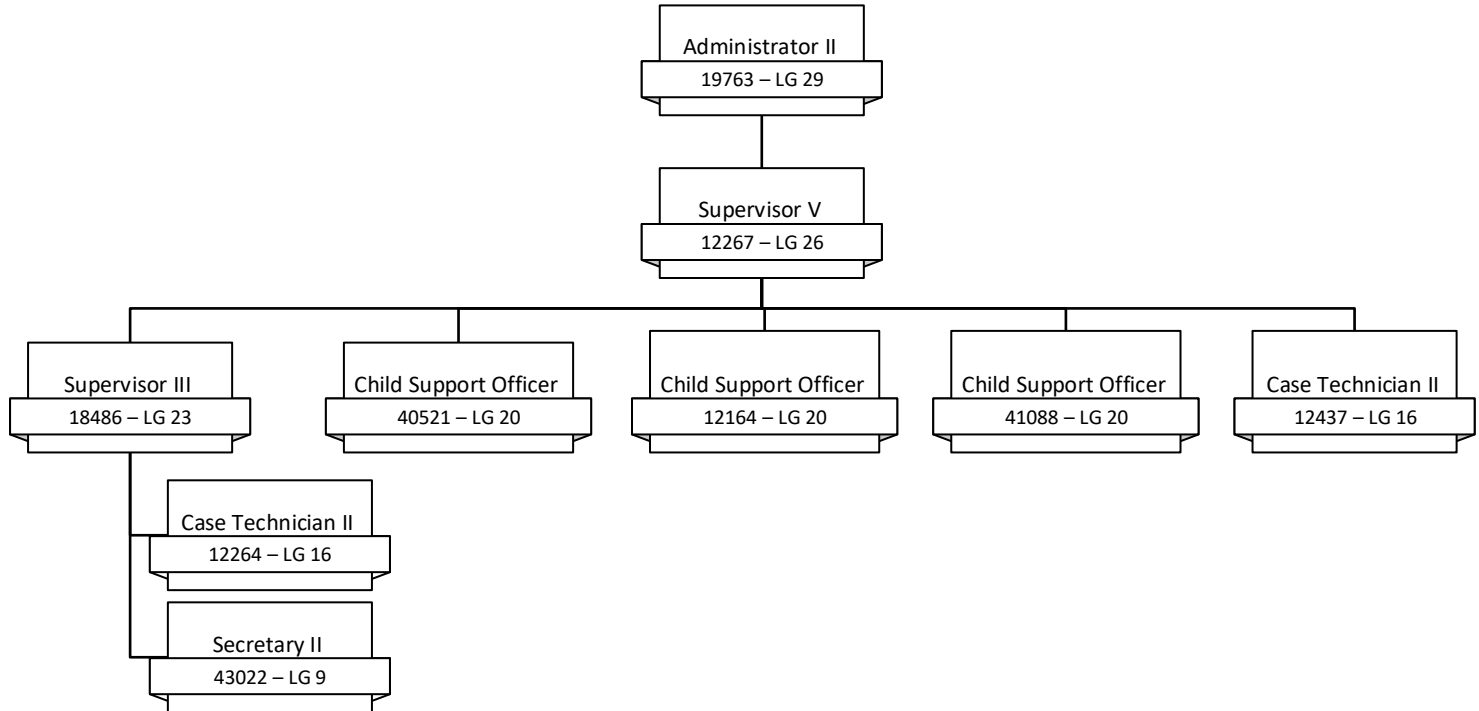 Administrator II
19763 – LG 29
Supervisor V
12267 – LG 26
Supervisor III
18486 – LG 23
Child Support Officer
40521 – LG 20
Child Support Officer
12164 – LG 20
Child Support Officer
41088 – LG 20
Case Technician II
12437 – LG 16
Case Technician II
12264 – LG 16
Secretary II
43022 – LG 9